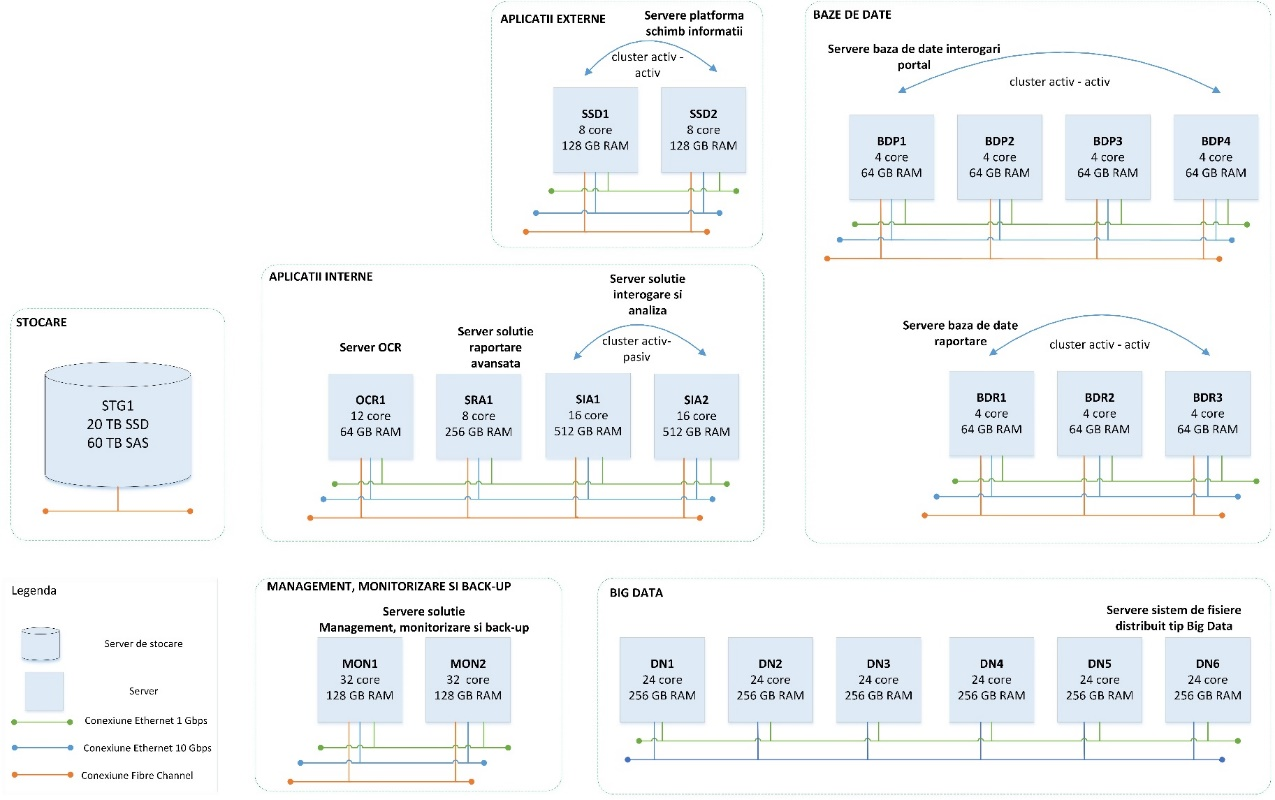 APLICATII EXTERNE
Servere platforma
schimb informatii
cluster activ -
activ
SSD1
8 core
128 GB RAM
SSD2
8 core
128 GB RAM
BAZE DE DATE
Servere baza de date interogari
portal
cluster activ - activ
BDP1
4 core
64 GB RAM
BDP2
4 core
64 GB RAM
BDP3
4 core
64 GB RAM
BDP4
4 core
64 GB RAM
Servere baza de date
raportare
cluster activ - activ
BDR1
4 core
64 GB RAM
BDR2
4 core
64 GB RAM
BDR3
4 core
64 GB RAM
APLICATII INTERNE
Server OCR
Server solutie
raportare
avansata
Server solutie
interogare si
analiza
cluster activ-
pasiv
OCR1
12 core
64 GB RAM
SRA1
8 core
256 GB RAM
SIA1
16 core
512 GB RAM
SIA2
16 core
512 GB RAM
STOCARE
STG1
20 TB SSD
60 TB SAS
Legenda
Server de stocare
Server
Conexiune Ethernet 1 Gbps
Conexiune Ethernet 10 Gbps
Conexiune Fibre Channel
MANAGEMENT, MONITORIZARE SI BACK-UP
Servere solutie
Management, monitorizare si back-up
MON1
32 core
128 GB RAM
MON2
32 core
128 GB RAM
BIG DATA
Servere sistem de fisiere
distribuit tip Big Data
DN1
24 core
256 GB RAM
DN2
24 core
256 GB RAM
DN3
24 core
256 GB RAM
DN4
24 core
256 GB RAM
DN5
24 core
256 GB RAM
DN6
24 core
256 GB RAM